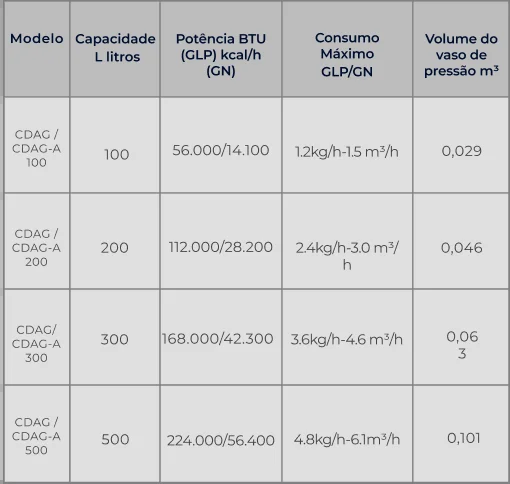 Modelo
Capacidade
L litros
Potência BTU
(GLP) kcal/h
(GN)
Consumo
Máximo
GLP/GN
Volume do
vaso de
pressão m³
CDAG /
CDAG-A
100
100
56.000/14.100
1.2kg/h-1.5 m³/h
0,029
CDAG /
CDAG-A
200
200
112.000/28.200
2.4kg/h-3.0 m³/
h
0,046
CDAG/
CDAG-A
300
300
168.000/42.300
3.6kg/h-4.6 m³/h
0,06
3
CDAG /
CDAG-A
500
500
224.000/56.400
4.8kg/h-6.1m³/h
0,101